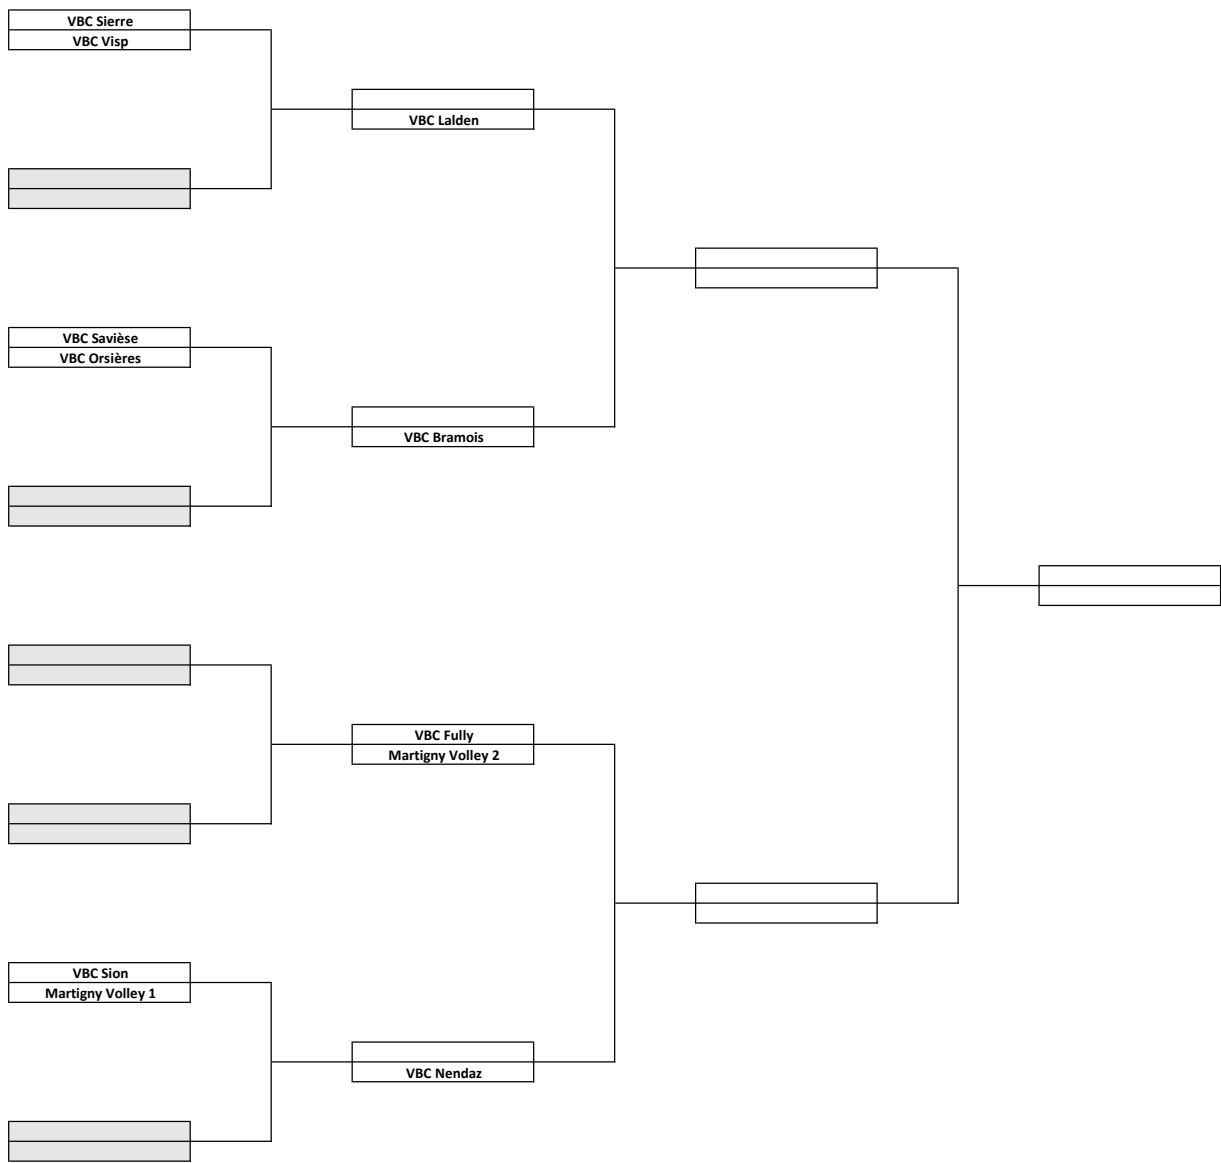 VBC Sierre
VBC Visp
VBC Lalden
VBC Savièse
VBC Orsières
VBC Bramois
VBC Fully
Martigny Volley 2
VBC Sion
Martigny Volley 1
VBC Nendaz